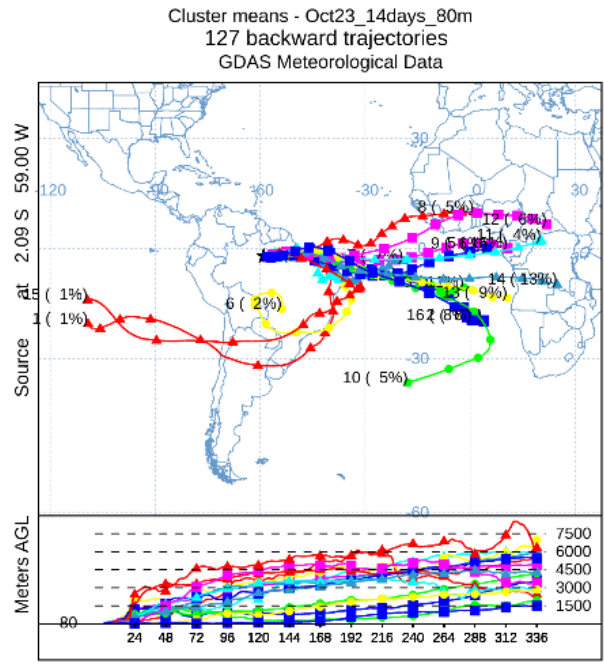 Cluster means - Oct23_14days_80m
127 backward trajectories
GDAS Meteorological Data
Source at 2.09 S 59.00 W
-120
-60
-30
30
30
8 ( 5%)
12 ( 6%)
11 ( 4%)
14 (13%)
13 ( 9%)
15 ( 1%)
6 ( 2%)
1 ( 1%)
-30
10 ( 5%)
-60
Meters AGL
7500
6000
4500
3000
1500
80
24 48 72 96 120 144 168 192 216 240 264 288 312 336